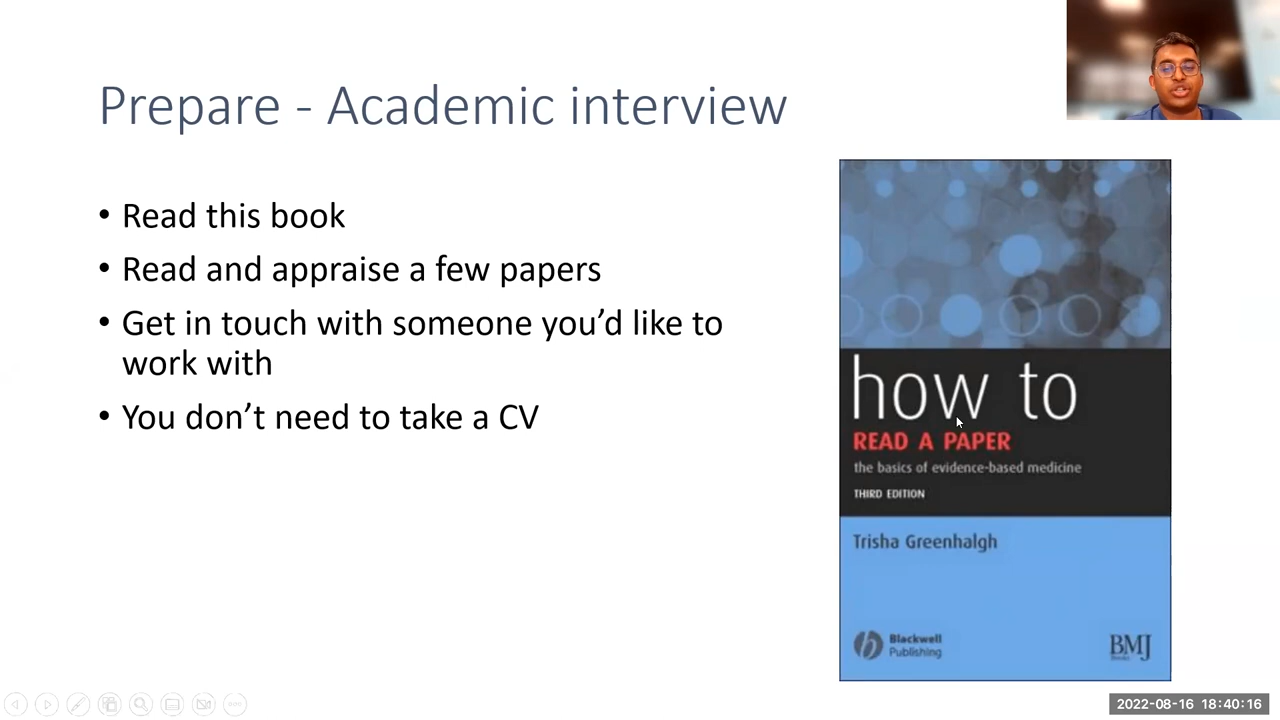 Prepare - Academic interview
• Read this book
• Read and appraise a few papers
• Get in touch with someone you’d like to
work with
• You don’t need to take a CV
how to
READ A PAPER
the basics of evidence-based medicine
THIRD EDITION
Trisha Greenhalgh
Blackwell
Publishing
BMJ
Books
2022-08-16 18:40:16